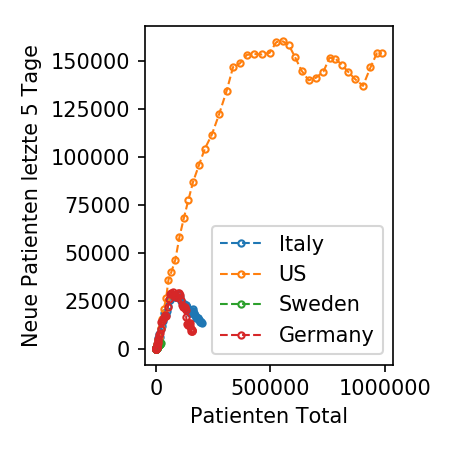 Neue Patienten letzte 5 Tage
150000
125000
100000
75000
50000
25000
0
Italy
US
Sweden
Germany
0
500000
1000000
Patienten Total